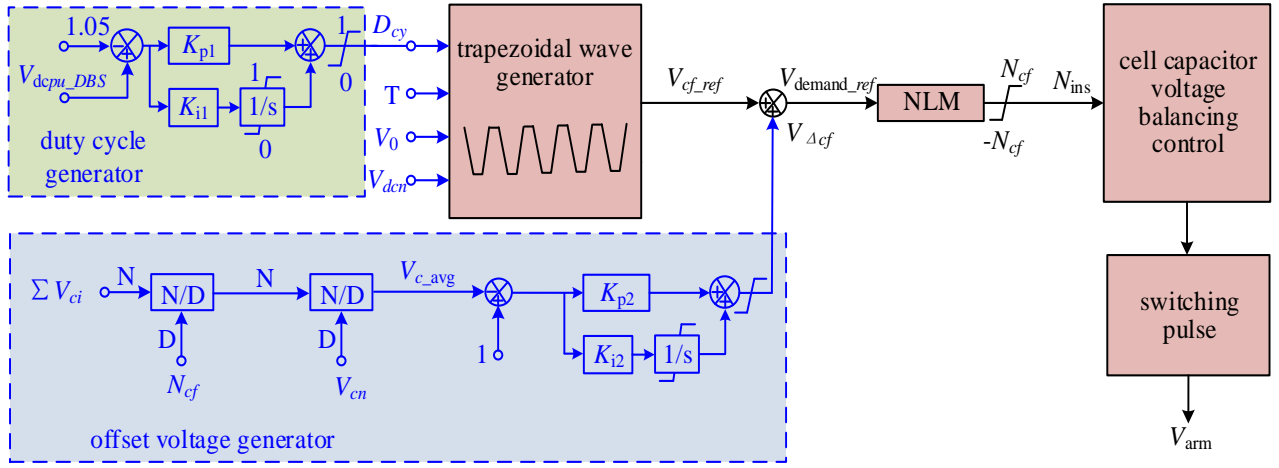 1.05
V_dcpu_DBS
K_p1
K_i1
1
1/s
0
1
0
duty cycle
generator
D_cy
T
V_0
V_dcn
trapezoidal wave
generator
V_cf_ref
V_demand_ref
V_Δcf
NLM
N_cf
-N_cf
N_ins
cell capacitor
voltage
balancing
control
switching
pulse
V_arm
∑ V_ci
N
N/D
D
N_cf
N
N/D
D
V_cn
V_c_avg
1
K_p2
K_i2
1/s
offset voltage generator